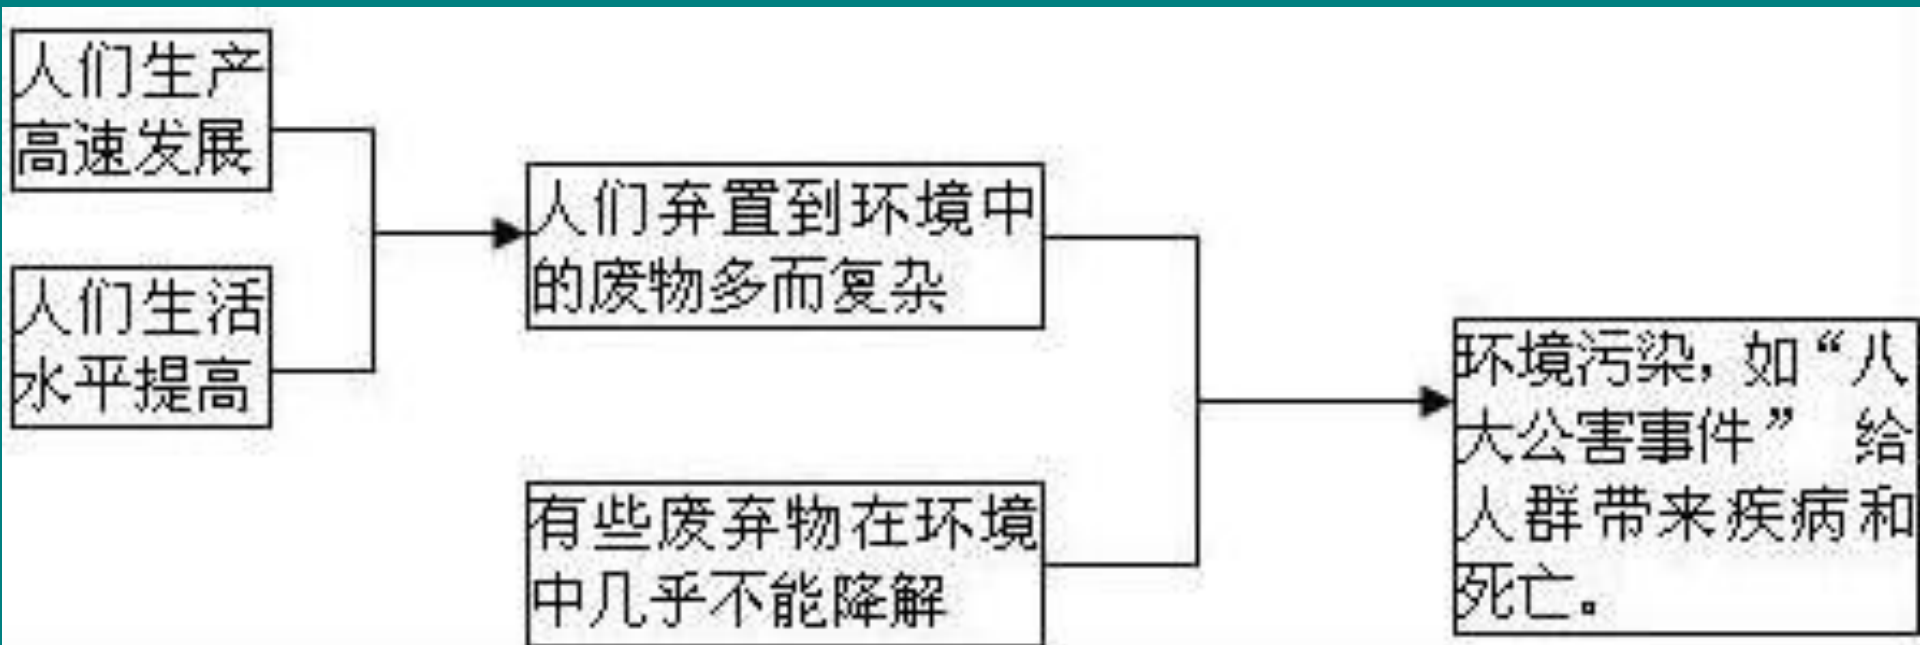 人们生产
高速发展
人们生活
水平提高
人们弃置到环境中
的废物多而复杂
有些废弃物在环境
中几乎不能降解
环境污染，如“八
大公害事件” 给
人群带来疾病和
死亡。